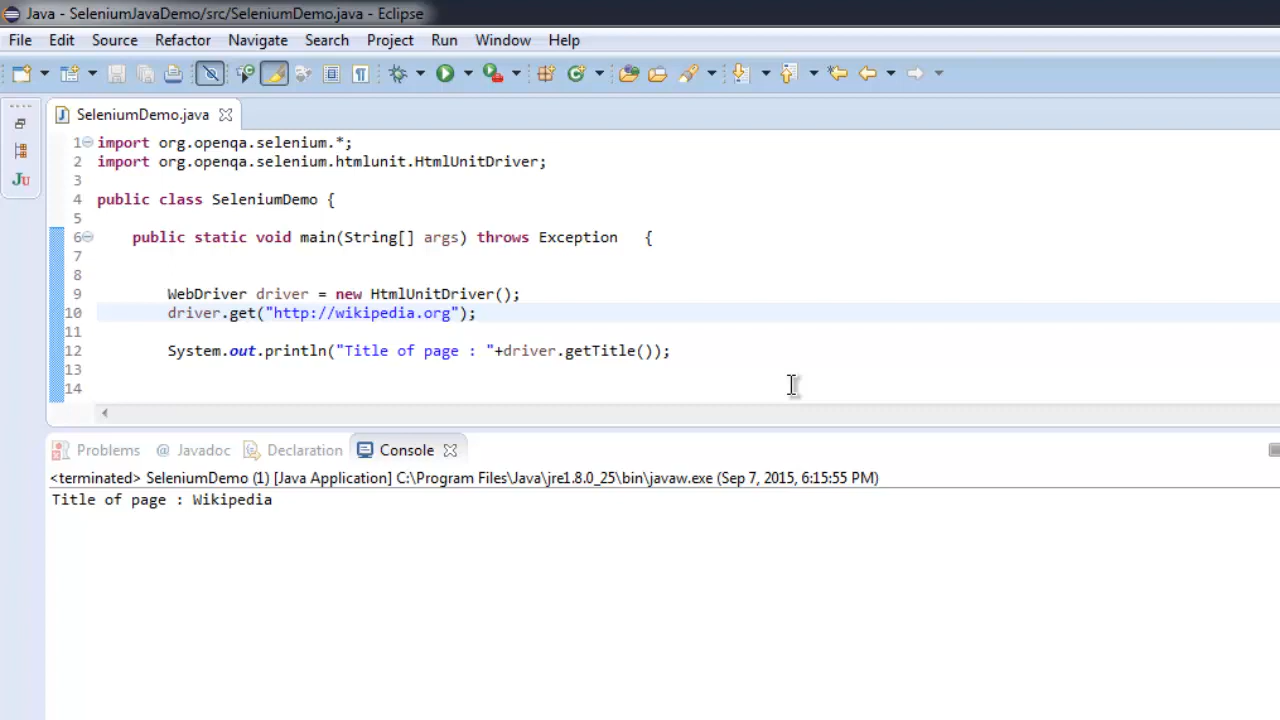 Java - SeleniumJavaDemo/src/SeleniumDemo.java - Eclipse
File Edit Source Refactor Navigate Search Project Run Window Help
SeleniumDemo.java
1 import org.openqa.selenium.*;
2 import org.openqa.selenium.htmlunit.HtmlUnitDriver;
3
4 public class SeleniumDemo {
5
6 public static void main(String[] args) throws Exception {
7
8
9 WebDriver driver = new HtmlUnitDriver();
10 driver.get("http://wikipedia.org");
11
12 System.out.println("Title of page : "+driver.getTitle());
13
14
Ju
Problems @ Javadoc Declaration Console
<terminated> SeleniumDemo (1) [Java Application] C:\Program Files\Java\jre1.8.0_25\bin\javaw.exe (Sep 7, 2015, 6:15:55 PM)
Title of page : Wikipedia